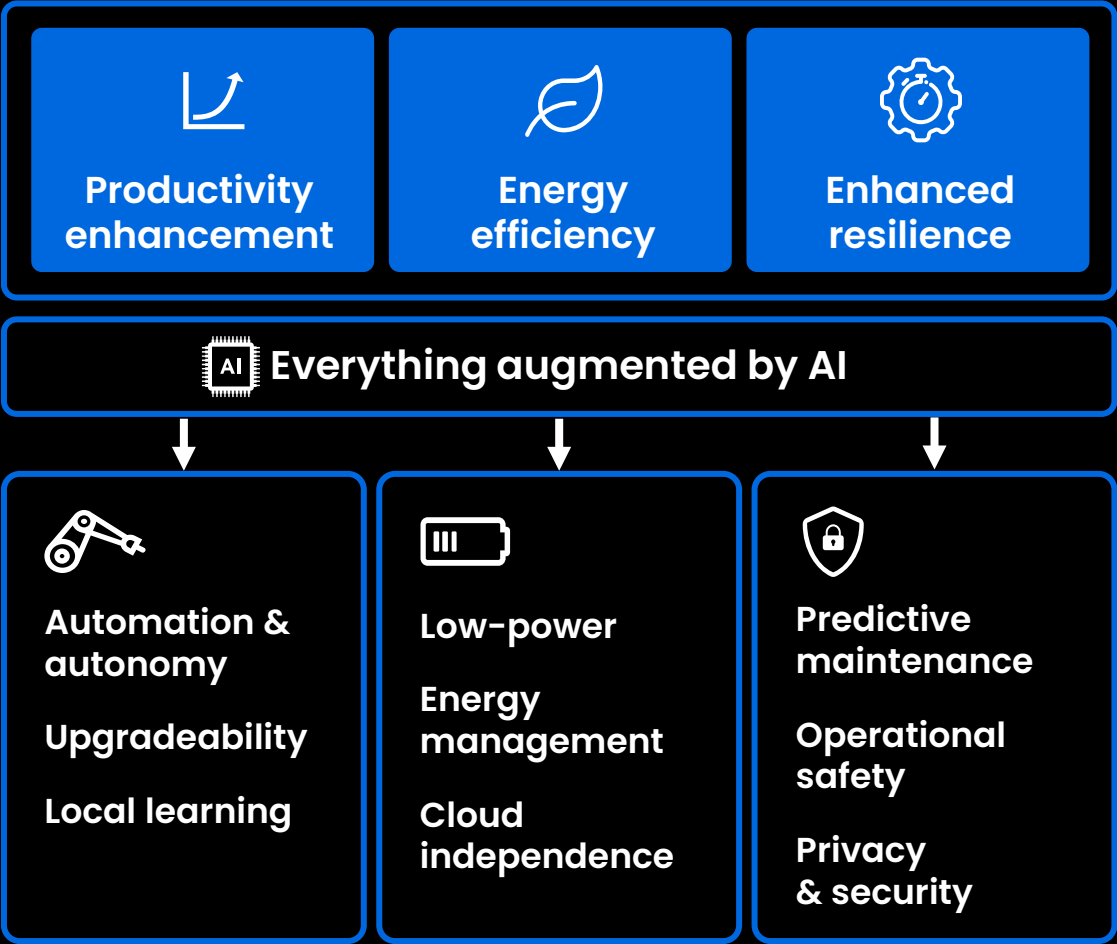 Productivity
enhancement
Energy
efficiency
Enhanced
resilience
AI
Everything augmented by AI
Automation &
autonomy
Upgradeability
Local learning
Low-power
Energy
management
Cloud
independence
Predictive
maintenance
Operational
safety
Privacy
& security